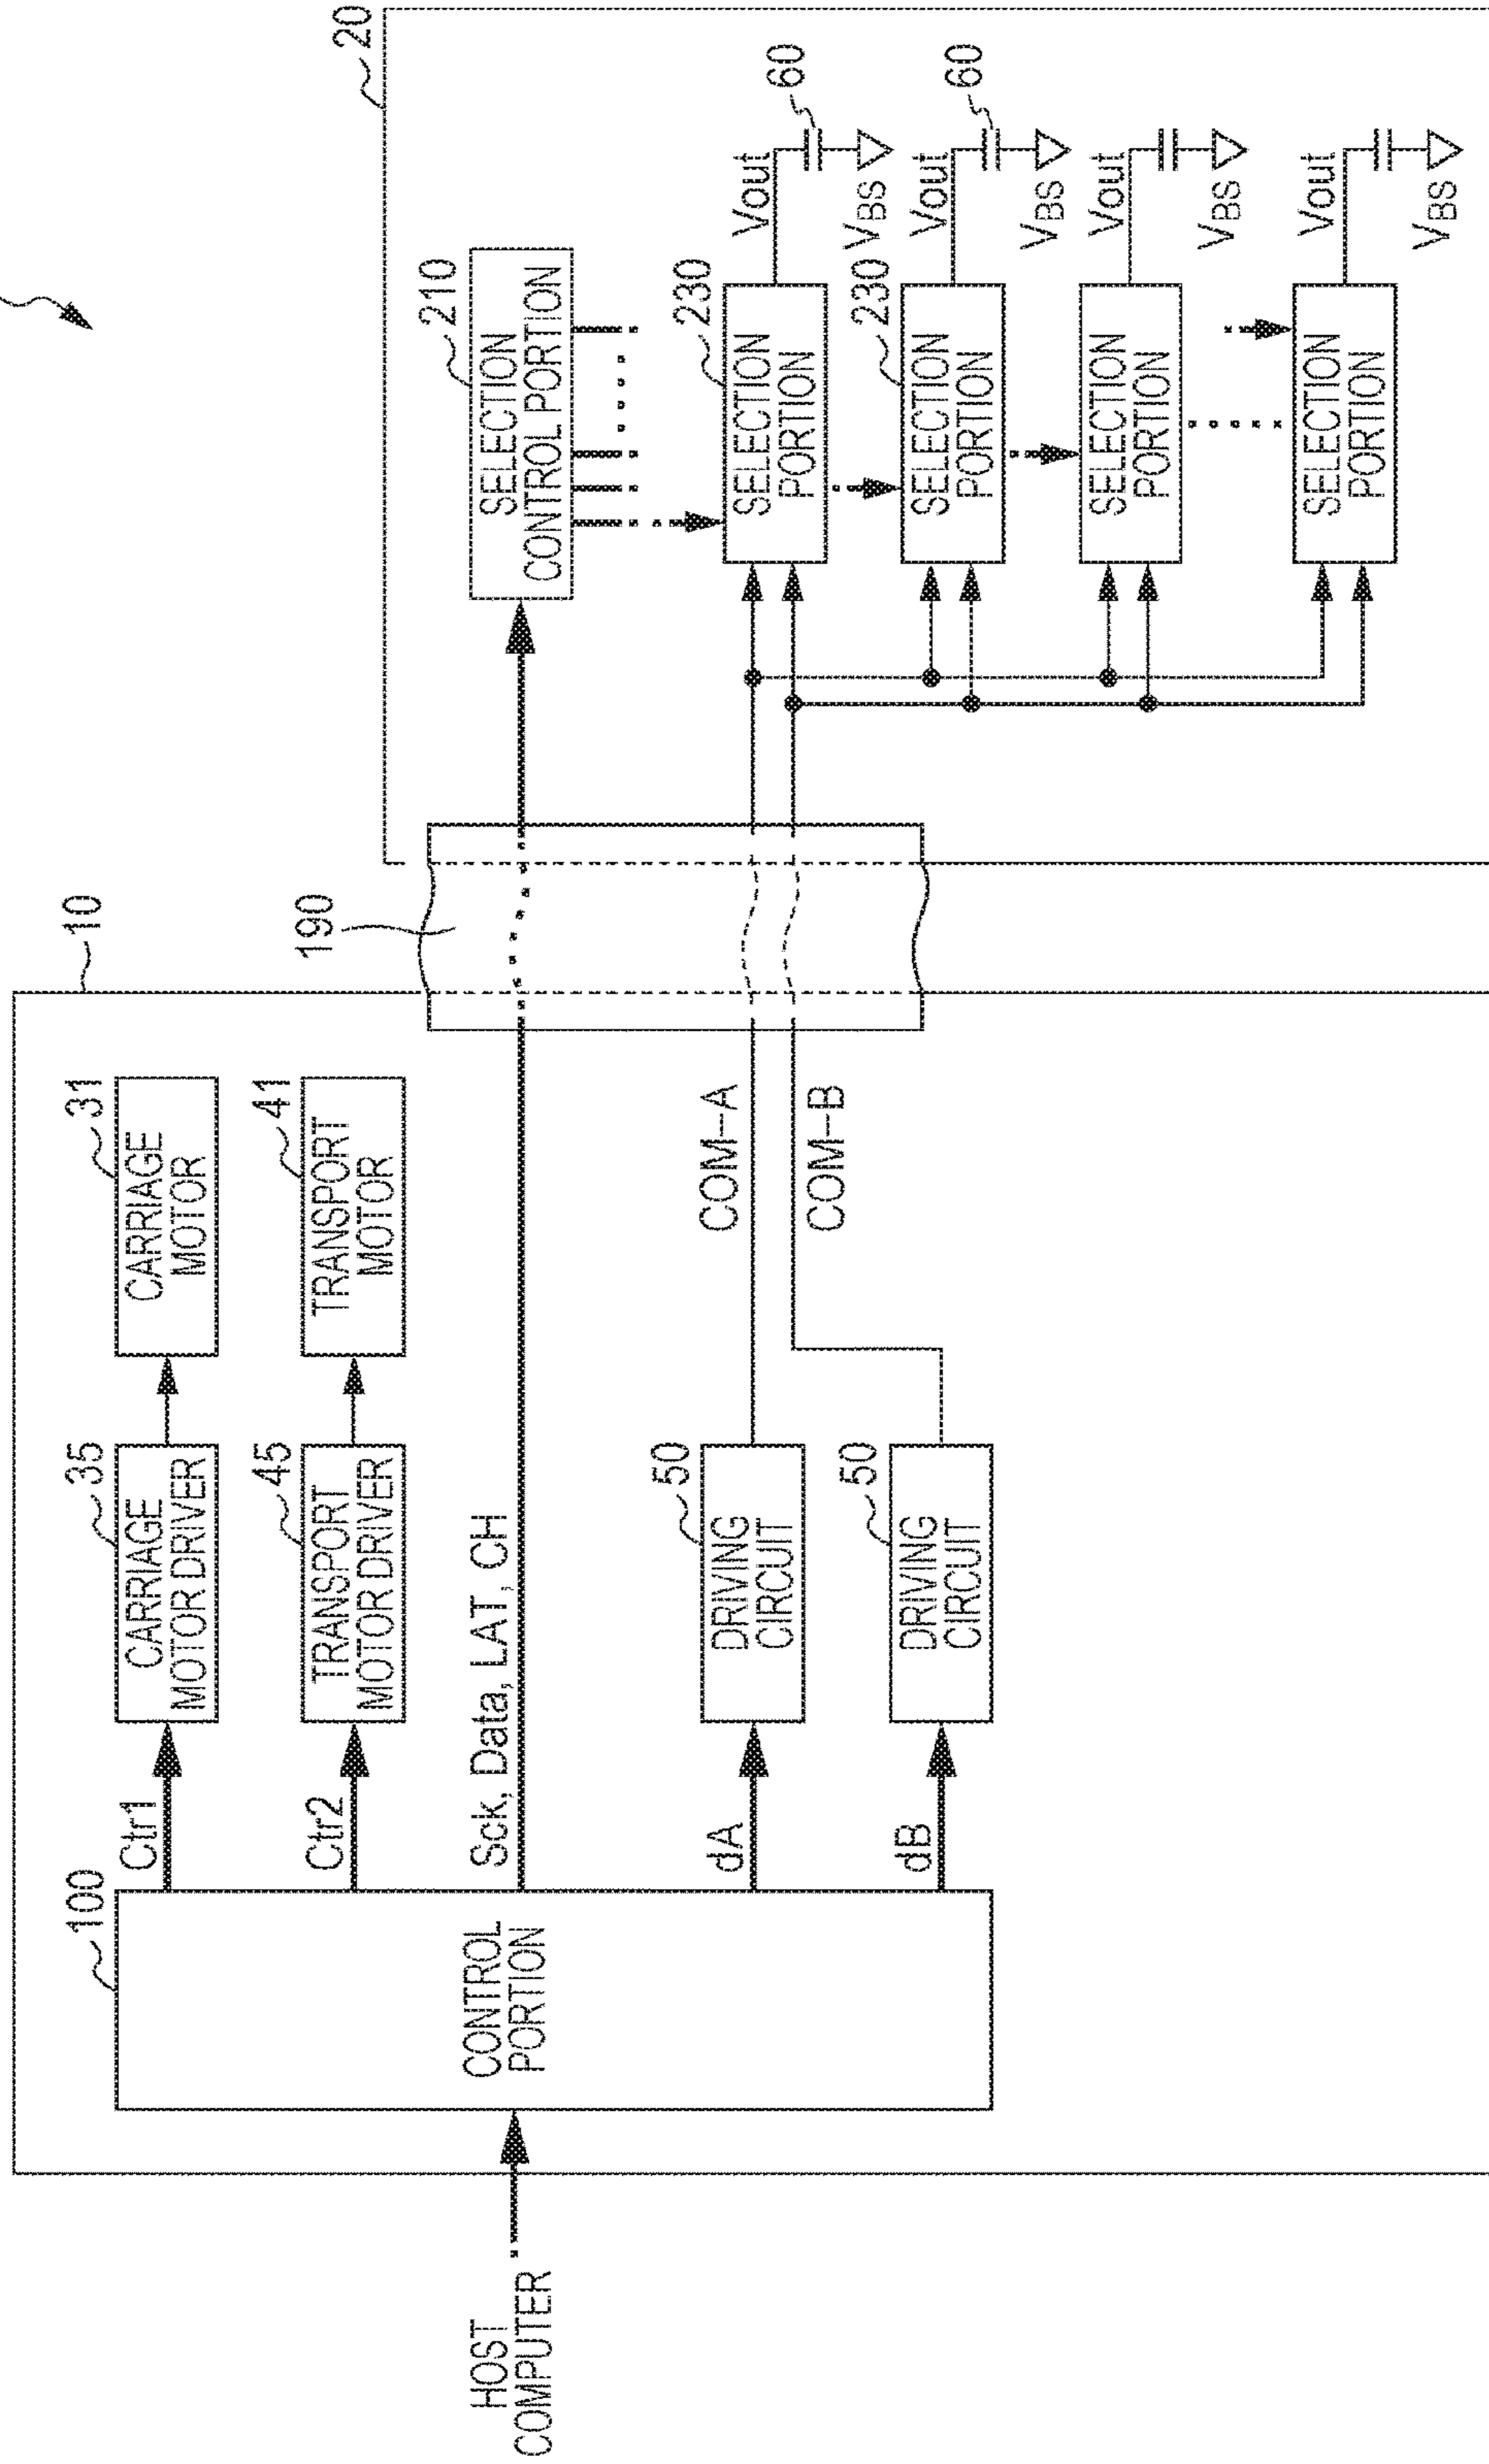 10
100
Ctr1
35
CARRIAGE
MOTOR DRIVER
31
CARRIAGE
MOTOR
Ctr2
45
TRANSPORT
MOTOR DRIVER
41
TRANSPORT
MOTOR
HOST
COMPUTER
CONTROL
PORTION
Sck, Data, LAT, CH
dA
50
DRIVING
CIRCUIT
COM-A
dB
50
DRIVING
CIRCUIT
COM-B
190
20
210
SELECTION
CONTROL PORTION
230
SELECTION
PORTION
Vout
60
VBS
230
SELECTION
PORTION
Vout
60
VBS
SELECTION
PORTION
Vout
VBS
SELECTION
PORTION
Vout
VBS